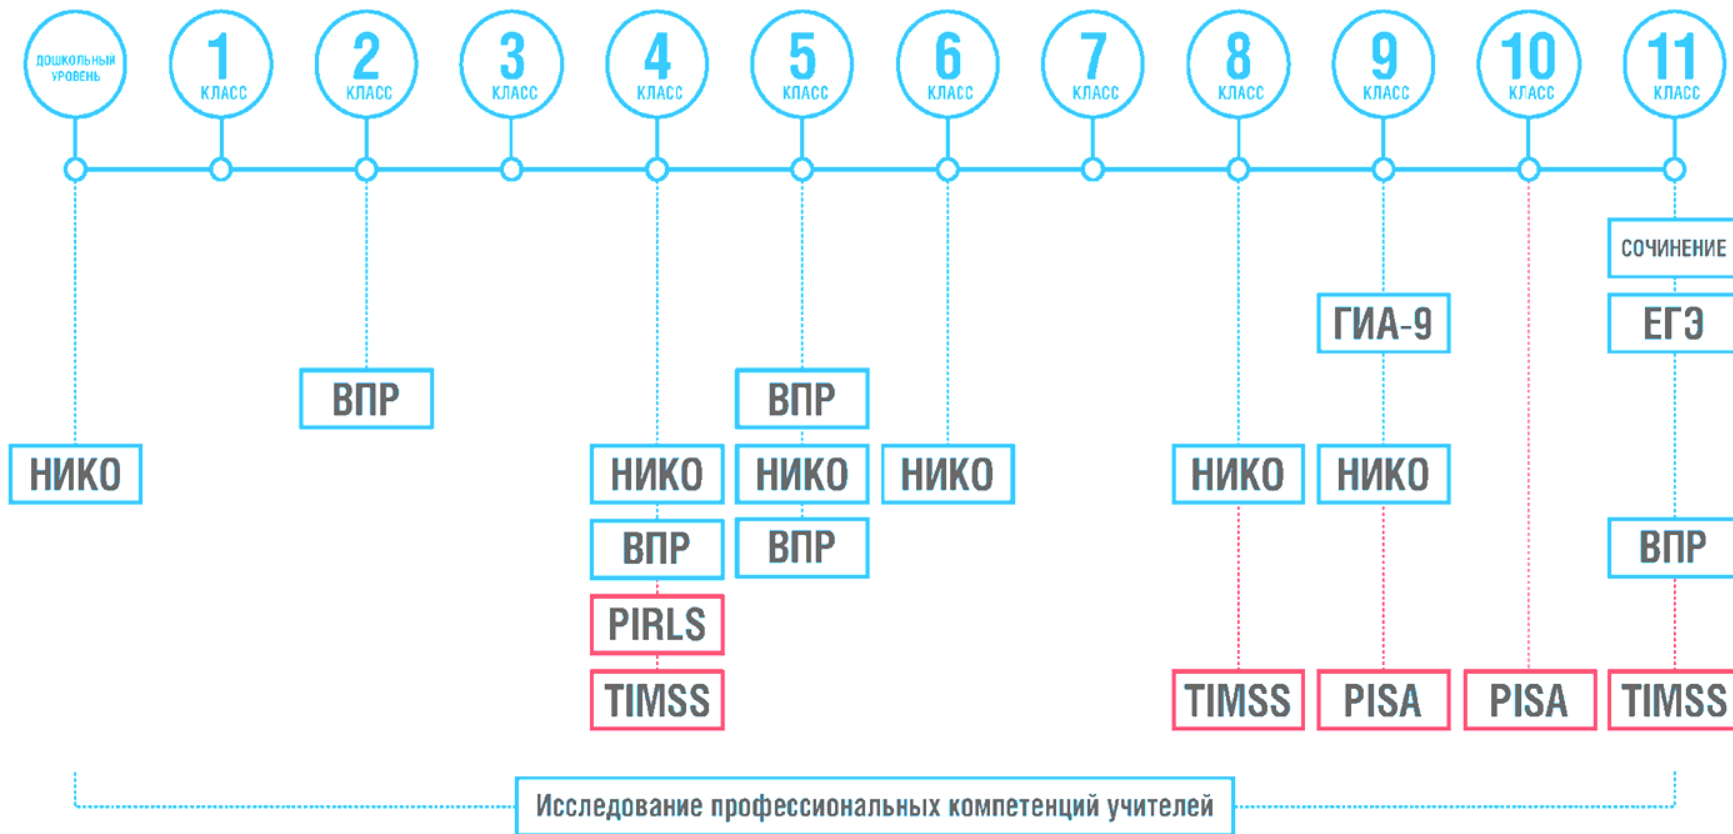 ДОШКОЛЬНЫЙ
УРОВЕНЬ
1
КЛАСС
2
КЛАСС
3
КЛАСС
4
КЛАСС
5
КЛАСС
6
КЛАСС
7
КЛАСС
8
КЛАСС
9
КЛАСС
10
КЛАСС
11
КЛАСС
СОЧИНЕНИЕ
ГИА-9
ЕГЭ
ВПР
ВПР
НИКО
НИКО
НИКО
НИКО
НИКО
НИКО
ВПР
ВПР
ВПР
PIRLS
TIMSS
TIMSS
PISA
PISA
TIMSS
Исследование профессиональных компетенций учителей